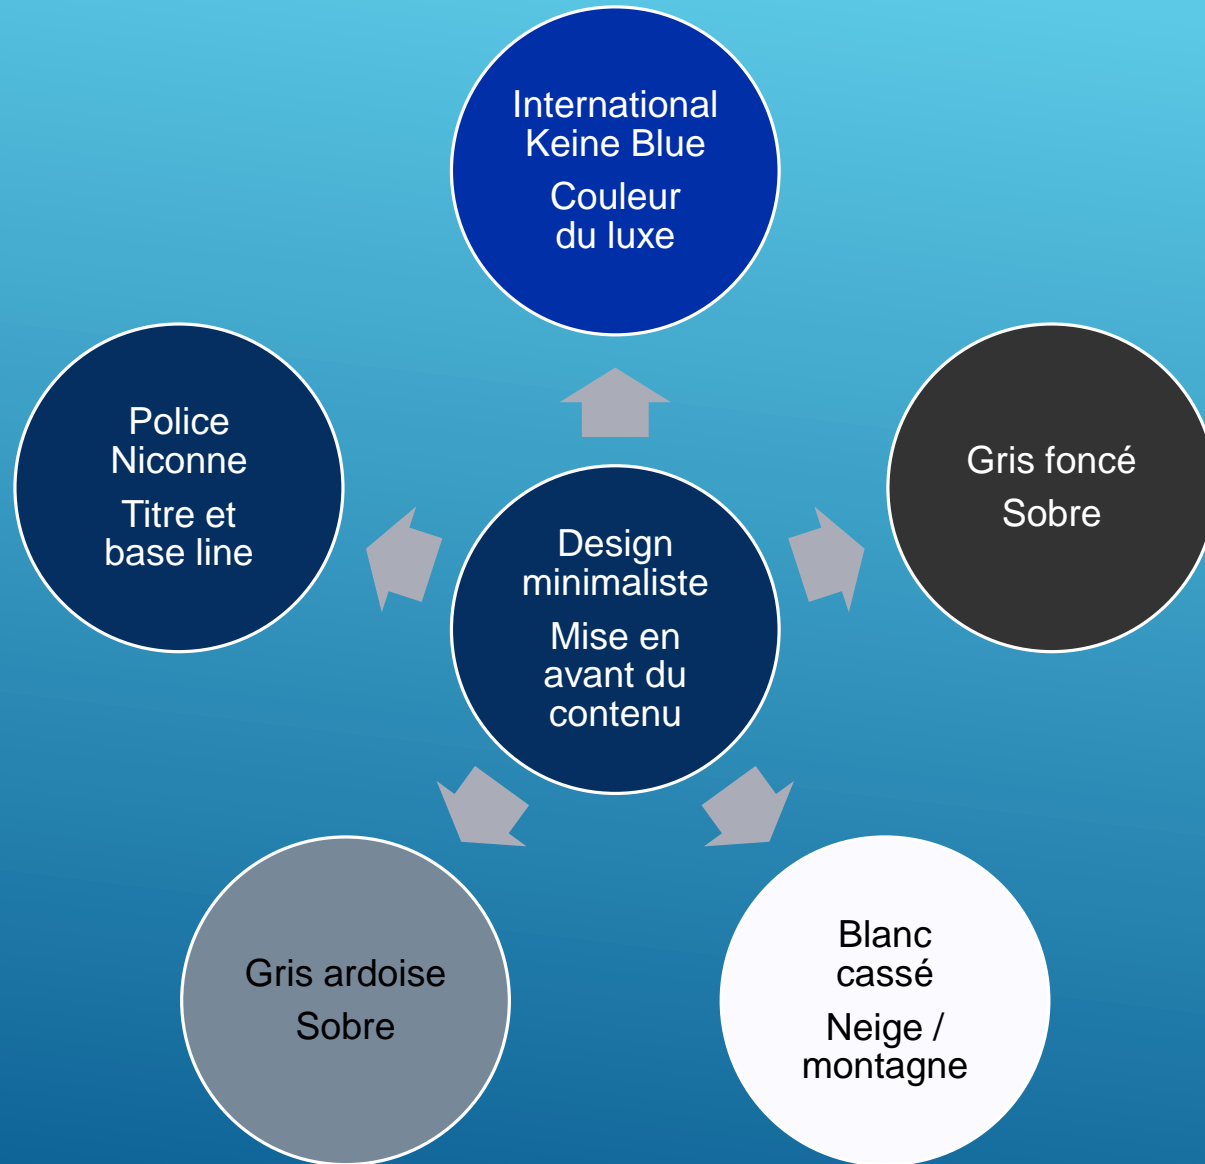 International
Keine Blue
Couleur
du luxe
Police
Niconne
Titre et
base line
Gris foncé
Sobre
Design
minimaliste
Mise en
avant du
contenu
Gris ardoise
Sobre
Blanc
cassé
Neige /
montagne